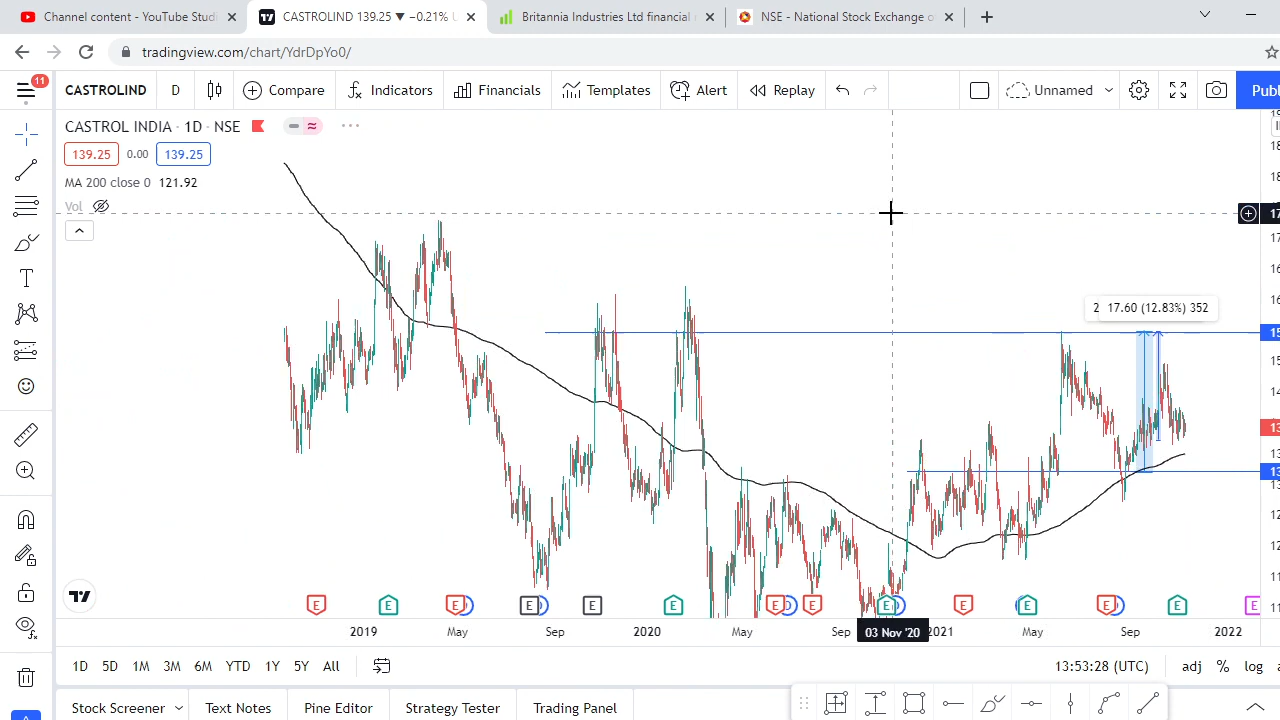 Channel content - YouTube Studi
CASTROLIND 139.25 ▼ −0.21% U
Britannia Industries Ltd financial
NSE - National Stock Exchange o
tradingview.com/chart/YdrDpYo0/
11
CASTROLIND
D
Compare
Indicators
Financials
Templates
Alert
Replay
Unnamed
Publ
CASTROL INDIA · 1D · NSE
139.25
0.00
139.25
MA 200 close 0 121.92
Vol
17.60 (12.83%) 352
E E E E E E E E E E E E E E
2019 May Sep 2020 May Sep 03 Nov '20 2021 May Sep 2022
1D 5D 1M 3M 6M YTD 1Y 5Y All
13:53:28 (UTC)
adj % log
Stock Screener
Text Notes
Pine Editor
Strategy Tester
Trading Panel